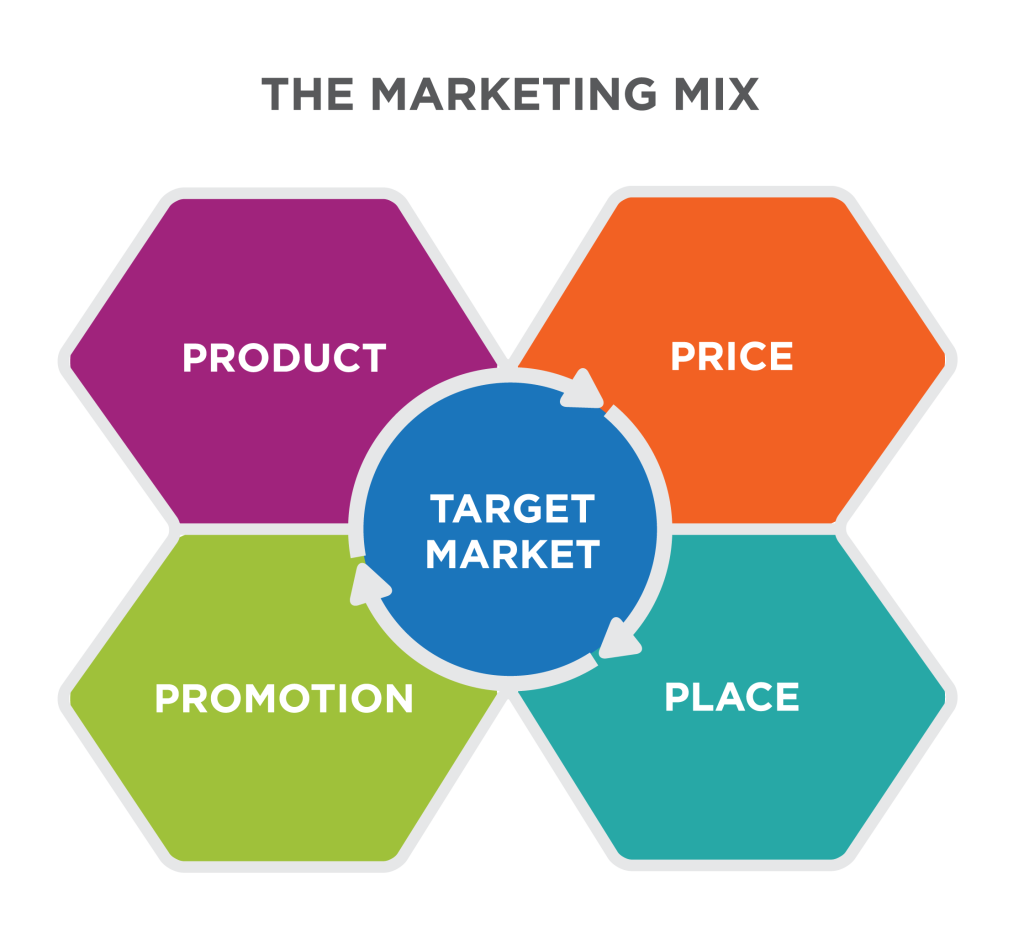 THE MARKETING MIX
PRODUCT
PRICE
TARGET
MARKET
PROMOTION
PLACE